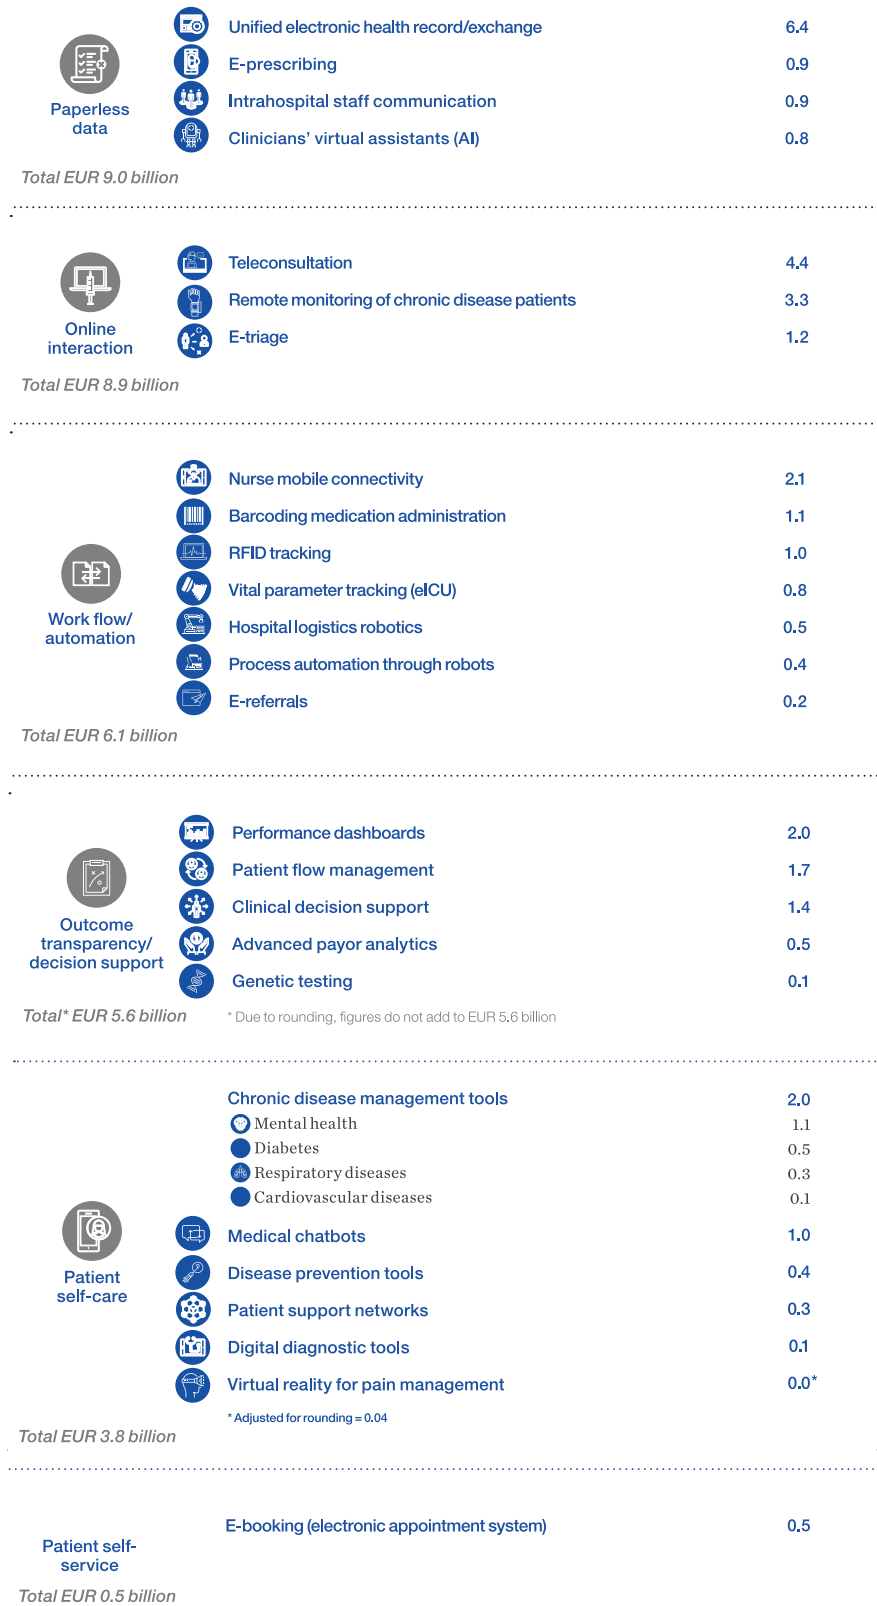 Unified electronic health record/exchange 6.4
E-prescribing 0.9
Intrahospital staff communication 0.9
Clinicians' virtual assistants (AI) 0.8
Paperless
data
Total EUR 9.0 billion
Teleconsultation 4.4
Remote monitoring of chronic disease patients 3.3
E-triage 1.2
Online
interaction
Total EUR 8.9 billion
Nurse mobile connectivity 2.1
Barcoding medication administration 1.1
RFID tracking 1.0
Vital parameter tracking (eICU) 0.8
Hospital logistics robotics 0.5
Process automation through robots 0.4
E-referrals 0.2
Work flow/
automation
Total EUR 6.1 billion
Performance dashboards 2.0
Patient flow management 1.7
Clinical decision support 1.4
Advanced payor analytics 0.5
Genetic testing 0.1
Outcome
transparency/
decision support
Total* EUR 5.6 billion
* Due to rounding, figures do not add to EUR 5.6 billion
Chronic disease management tools 2.0
Mental health 1.1
Diabetes 0.5
Respiratory diseases 0.3
Cardiovascular diseases 0.1
Medical chatbots 1.0
Disease prevention tools 0.4
Patient support networks 0.3
Digital diagnostic tools 0.1
Virtual reality for pain management 0.0*
* Adjusted for rounding = 0.04
Patient
self-care
Total EUR 3.8 billion
E-booking (electronic appointment system) 0.5
Patient self-
service
Total EUR 0.5 billion